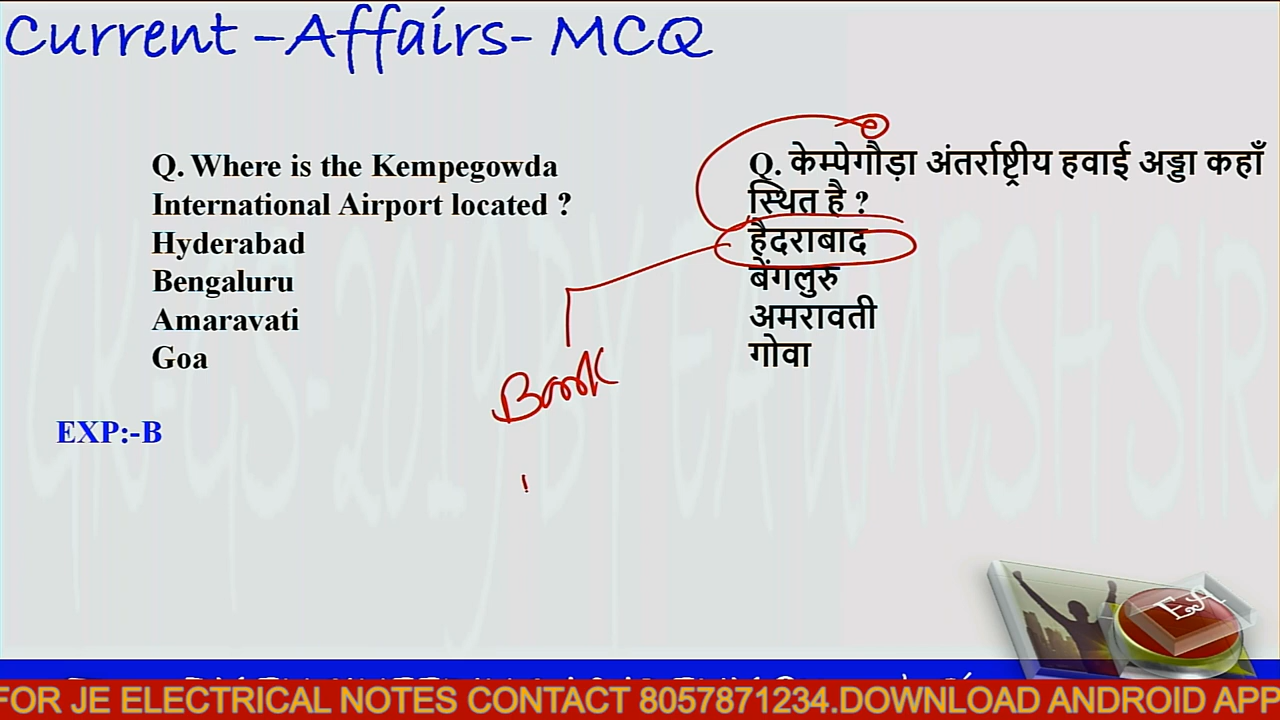 Current –Affairs- MCQ
Q. Where is the Kempegowda
International Airport located ?
Hyderabad
Bengaluru
Amaravati
Goa
EXP:-B
Q. केम्पेगौड़ा अंतर्राष्ट्रीय हवाई अड्डा कहाँ
स्थित है ?
हैदराबाद
बेंगलुरु
अमरावती
गोवा
Book
EA
FOR JE ELECTRICAL NOTES CONTACT 8057871234.DOWNLOAD ANDROID APP